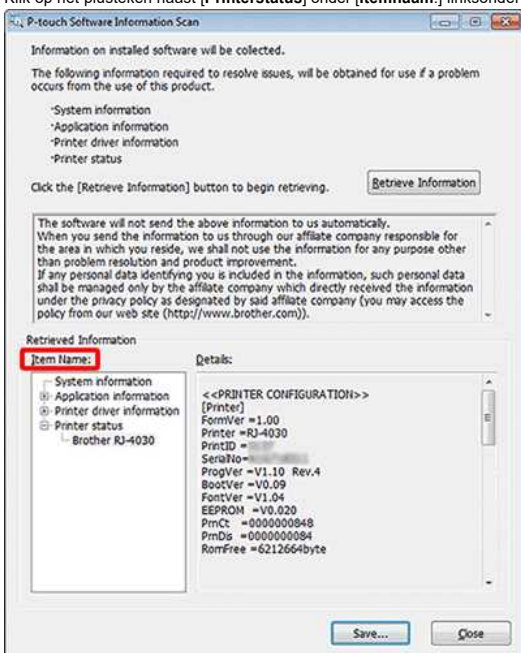 Klik op het plusteken naast [Printerstatus] onder [Itemnaam:] linksonder
P-touch Software Information Scan
Information on installed software will be collected.
The following information required to resolve issues, will be obtained for use if a problem
occurs from the use of this product.
·System information
·Application information
·Printer driver information
·Printer status
Click the [Retrieve Information] button to begin retrieving.
Retrieve Information
The software will not send the above information to us automatically.
When you send the information to us through our affiliate company responsible for
the area in which you reside, we shall not use the information for any purpose other
than problem resolution and product improvement.
If any personal data identifying you is included in the information, such personal data
shall be managed only by the affiliate company which directly received the information
under the privacy policy as designated by said affiliate company (you may access the
policy from our web site (http://www.brother.com)).
Retrieved Information
Item Name:
System information
Application information
Printer driver information
Printer status
Brother RJ-4030
Details:
<<PRINTER CONFIGURATION>>
[Printer]
FormVer =1.00
Printer =RJ-4030
PrintID =
SerialNo=
ProgVer =V1.10 Rev.4
BootVer =V0.09
FontVer =V1.04
EEPROM =V0.020
PrnCt =0000000848
PrnDis =0000000084
RomFree =6212664byte
Save...
Close